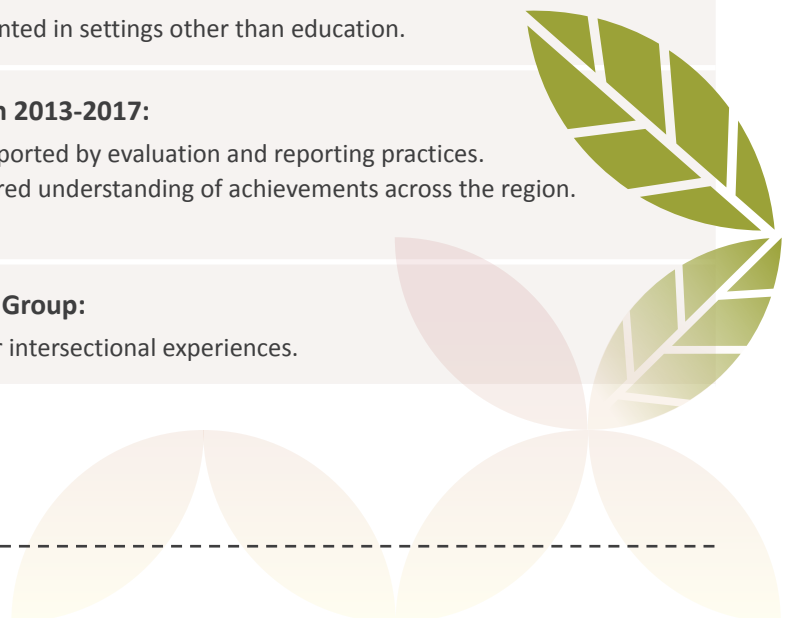 nted in settings other than education.
n 2013-2017:
ported by evaluation and reporting practices.
red understanding of achievements across the region.
Group:
r intersectional experiences.